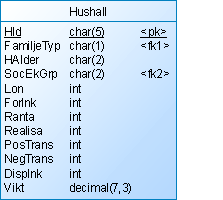 Hushall
HId char(5) <pk>
FamiljeTyp char(1) <fk1>
HAlder char(2)
SocEkGrp char(2) <fk2>
Lon int
ForInk int
Ranta int
Realisa int
PosTrans int
NegTrans int
DispInk int
Vikt decimal(7,3)